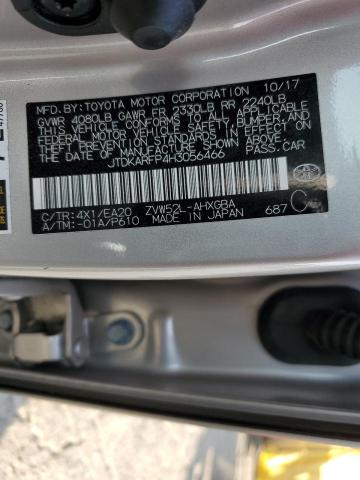 MFD.BY: TOYOTA MOTOR CORPORATION 10/17
GVWR 4080LB GAWR FR 2330LB RR 2240LB
THIS VEHICLE CONFORMS TO ALL APPLICABLE
FEDERAL MOTOR VEHICLE SAFETY, BUMPER, AND
THEFT PREVENTION STANDARDS IN EFFECT ON
THE DATE OF MANUFACTURE SHOWN ABOVE.
JTDKARFP4H3056466 PASS.CAR
C/TR: 4X1/EA20 ZVW52L-AHXGBA
A/TM: -01A/P610 MADE IN JAPAN 687
C